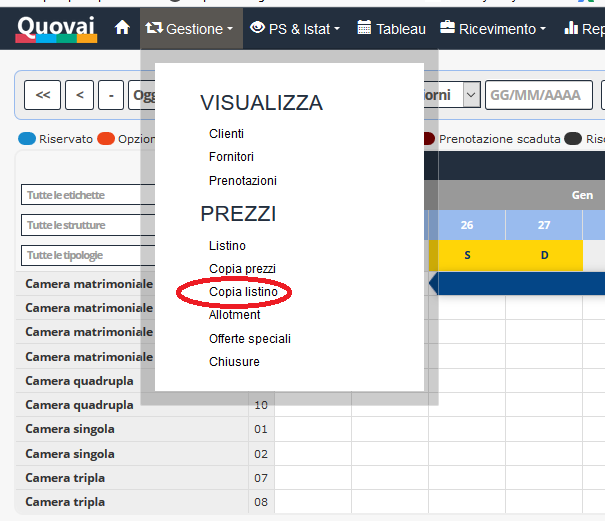 Quovai Gestione PS & Istat Tableau Ricevimento Rep
<< < - Ogg orni GG/MM/AAAA
Riservato Opzion Prenotazione scaduta Riso
VISUALIZZA
Clienti
Fornitori
Prenotazioni
PREZZI
Listino
Copia prezzi
Copia listino
Allotment
Offerte speciali
Chiusure
Tutte le etichette
Tutte le strutture
Tutte le tipologie
Gen
26 27
S D
Camera matrimoniale
Camera matrimoniale
Camera matrimoniale
Camera matrimoniale
Camera quadrupla
Camera quadrupla 10
Camera singola 01
Camera singola 02
Camera tripla 07
Camera tripla 08